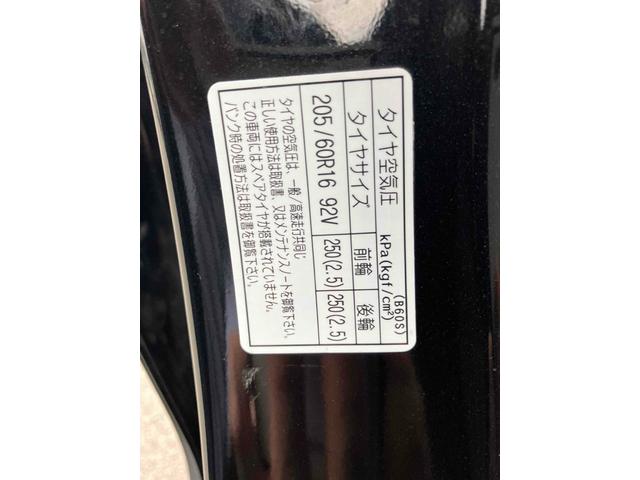 タイヤ空気圧 kPa(kgf/cm²) (B60S)
タイヤサイズ 前輪 後輪
205/60R16 92V 250(2.5) 250(2.5)
タイヤの空気圧は、一般/高速走行共同じ
正しい使用方法は取扱書、又はメンテナンスノートを御覧下さい。
この車両にはスペアタイヤが搭載されていません。
パンク時の処置方法は取扱書を御覧下さい。